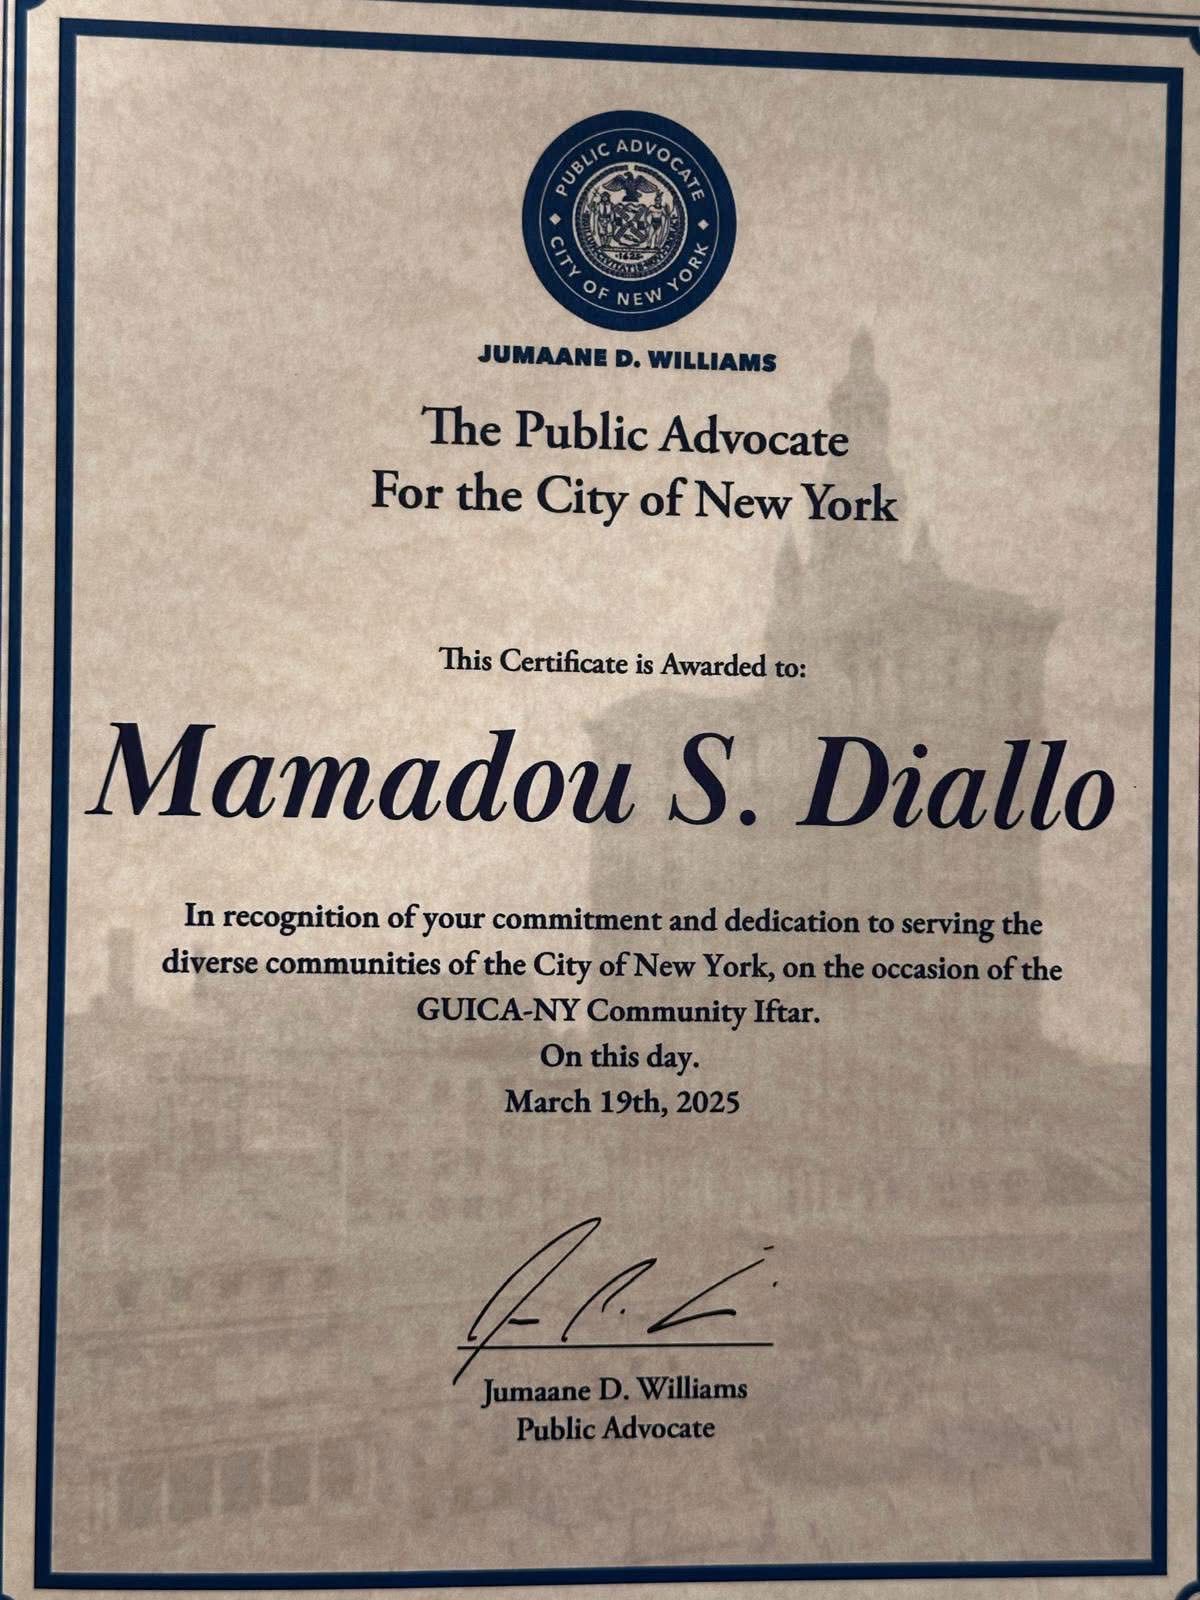 PUBLIC ADVOCATE
CITY OF NEW YORK
JUMAANE D. WILLIAMS
The Public Advocate
For the City of New York
This Certificate is Awarded to:
Mamadou S. Diallo
In recognition of your commitment and dedication to serving the
diverse communities of the City of New York, on the occasion of the
GUICA-NY Community Iftar.
On this day.
March 19th, 2025
Jumaane D. Williams
Public Advocate